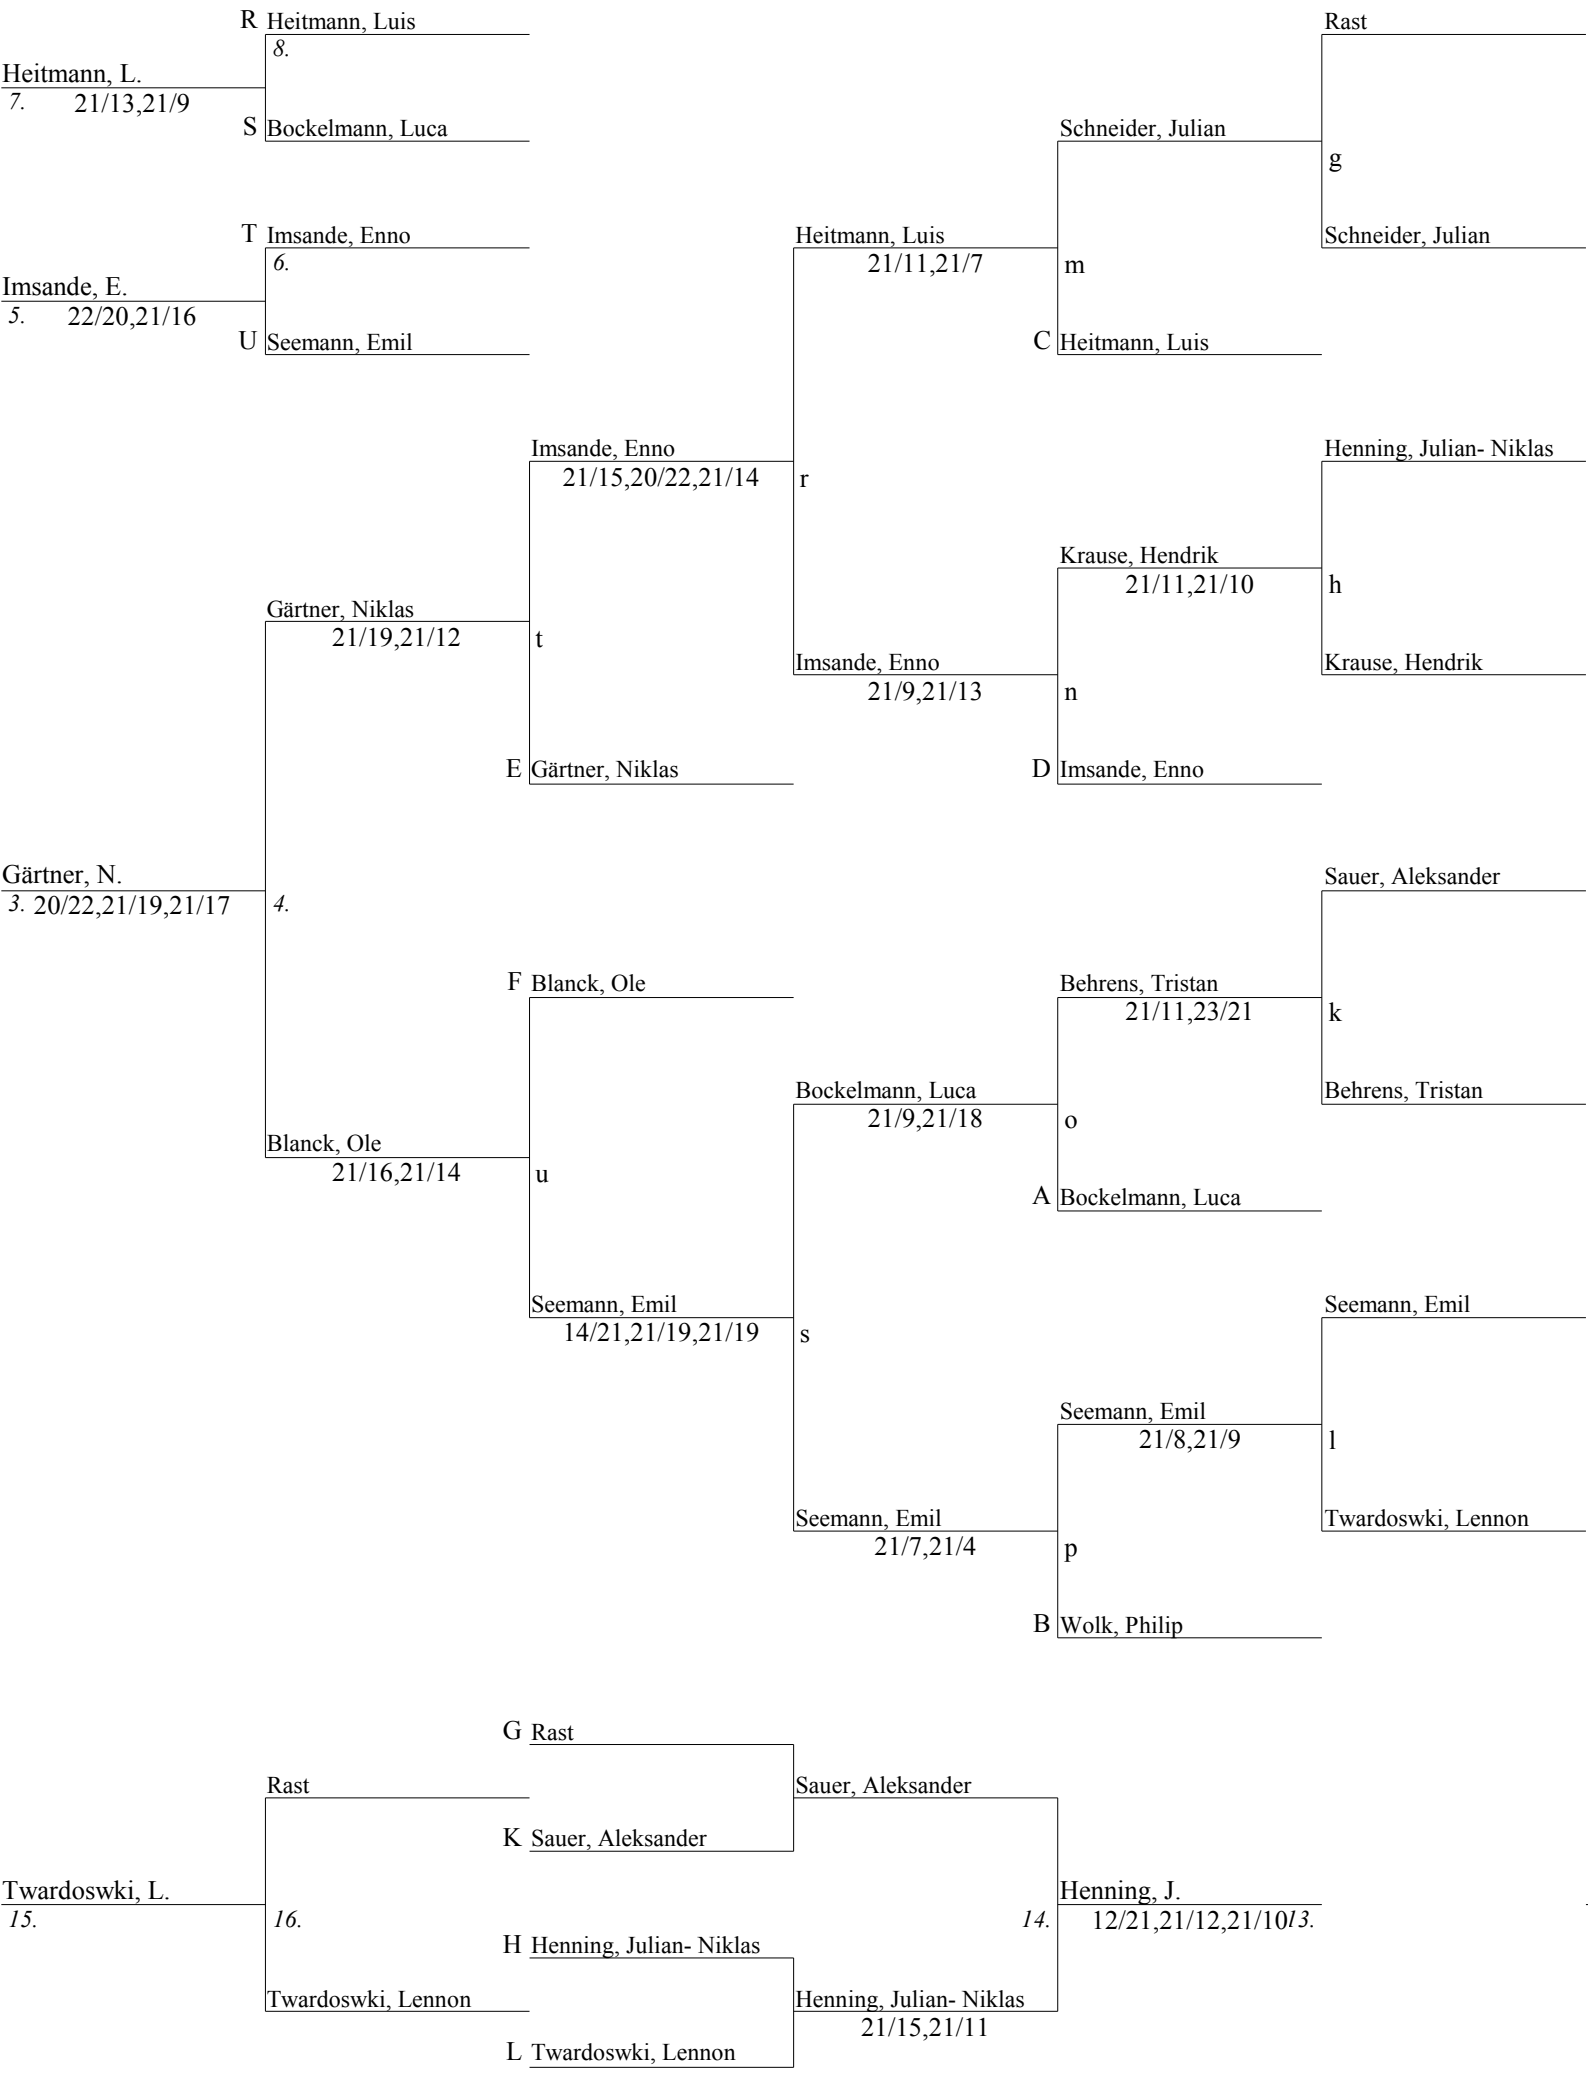 R Heitmann, Luis
Rast
8.
Heitmann, L.
7. 21/13,21/9
S Bockelmann, Luca
Schneider, Julian
g
T Imsande, Enno
Heitmann, Luis
Schneider, Julian
6.
21/11,21/7
m
Imsande, E.
5. 22/20,21/16
U Seemann, Emil
C Heitmann, Luis
Imsande, Enno
Henning, Julian- Niklas
21/15,20/22,21/14
r
Krause, Hendrik
21/11,21/10
h
Gärtner, Niklas
21/19,21/12
t
Imsande, Enno
Krause, Hendrik
21/9,21/13
n
E Gärtner, Niklas
D Imsande, Enno
Gärtner, N.
Sauer, Aleksander
3. 20/22,21/19,21/17
4.
F Blanck, Ole
Behrens, Tristan
21/11,23/21
k
Bockelmann, Luca
Behrens, Tristan
21/9,21/18
o
Blanck, Ole
21/16,21/14
u
A Bockelmann, Luca
Seemann, Emil
Seemann, Emil
14/21,21/19,21/19
s
Seemann, Emil
21/8,21/9
l
Seemann, Emil
Twardoswki, Lennon
21/7,21/4
p
B Wolk, Philip
G Rast
Rast
Sauer, Aleksander
K Sauer, Aleksander
Twardoswki, L.
Henning, J.
15.
16.
14.
12/21,21/12,21/10 13.
H Henning, Julian- Niklas
Twardoswki, Lennon
Henning, Julian- Niklas
21/15,21/11
L Twardoswki, Lennon